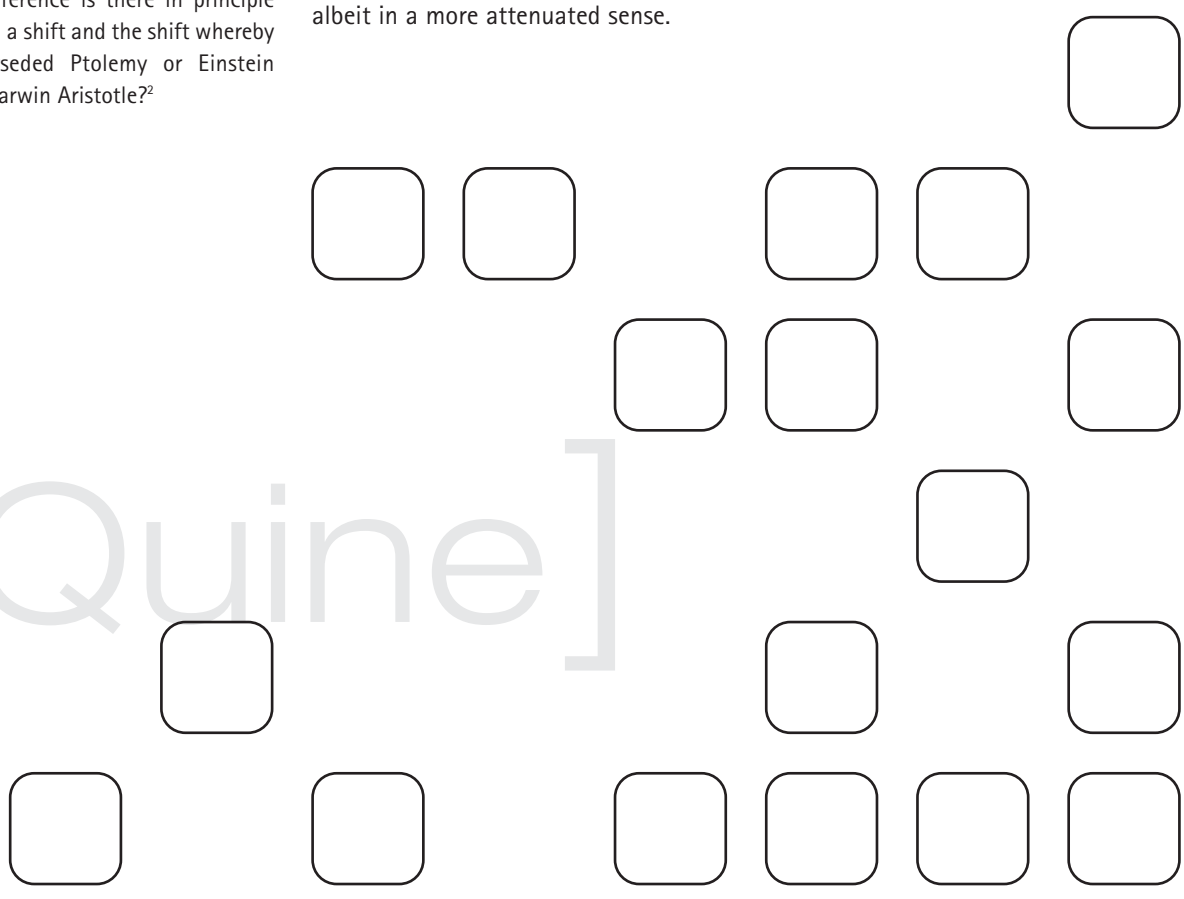 ference is there in principle
a shift and the shift whereby
seded Ptolemy or Einstein
arwin Aristotle?²
albeit in a more attenuated sense.
Quine]